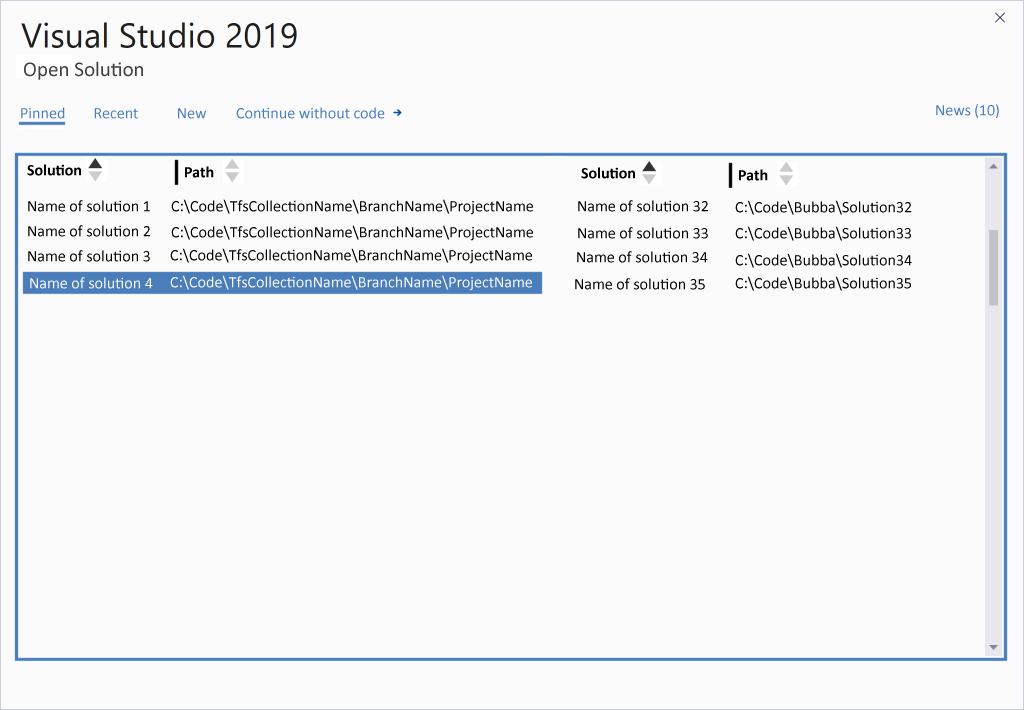 Visual Studio 2019
Open Solution
Pinned Recent New Continue without code → News (10)
Solution Path Solution Path
Name of solution 1 C:\Code\TfsCollectionName\BranchName\ProjectName Name of solution 32 C:\Code\Bubba\Solution32
Name of solution 2 C:\Code\TfsCollectionName\BranchName\ProjectName Name of solution 33 C:\Code\Bubba\Solution33
Name of solution 3 C:\Code\TfsCollectionName\BranchName\ProjectName Name of solution 34 C:\Code\Bubba\Solution34
Name of solution 4 C:\Code\TfsCollectionName\BranchName\ProjectName Name of solution 35 C:\Code\Bubba\Solution35